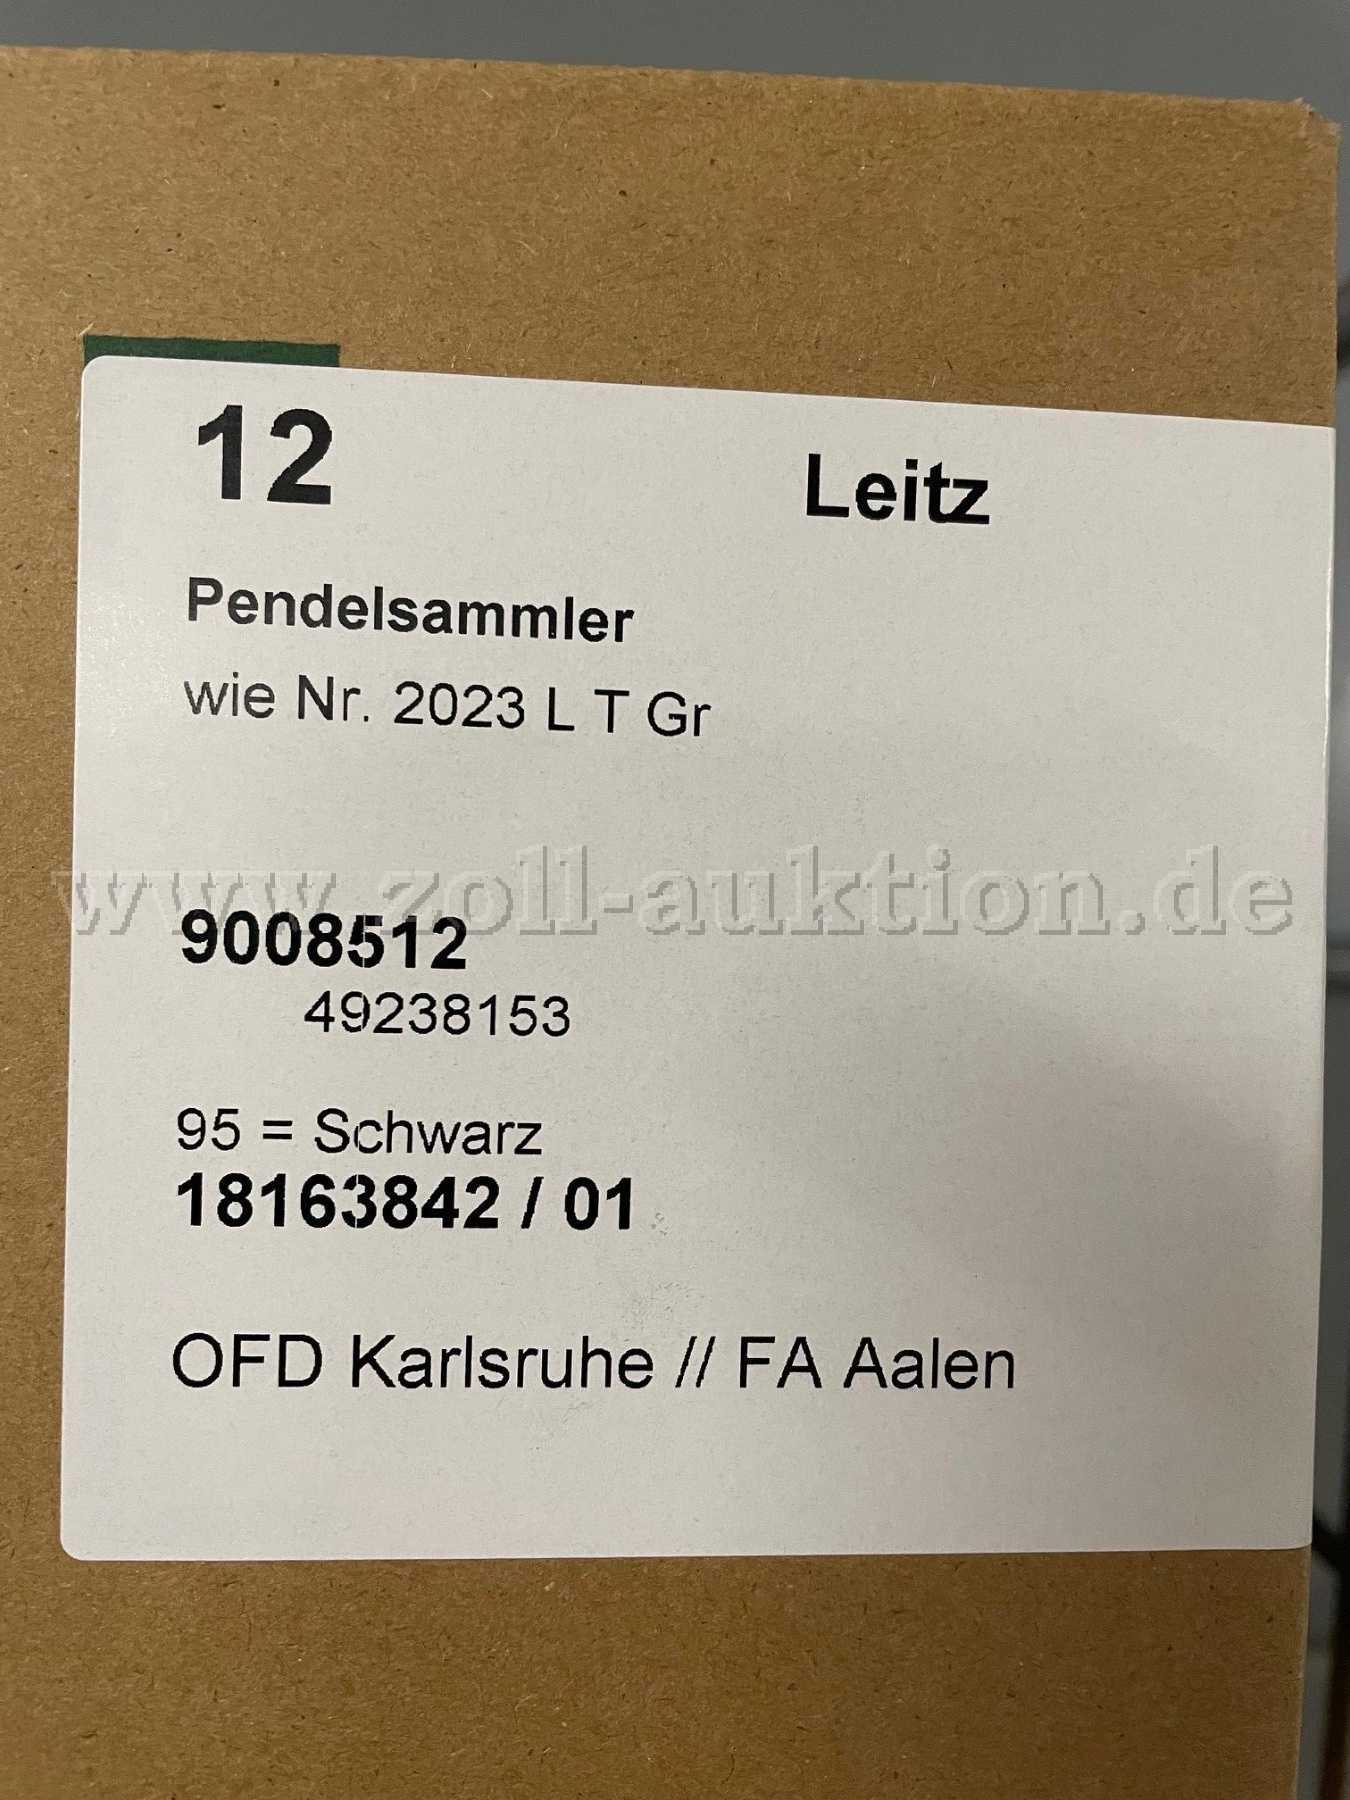 12 Leitz
Pendelsammler
wie Nr. 2023 L T Gr
www.zoll-auktion.de
9008512
49238153
95 = Schwarz
18163842 / 01
OFD Karlsruhe // FA Aalen